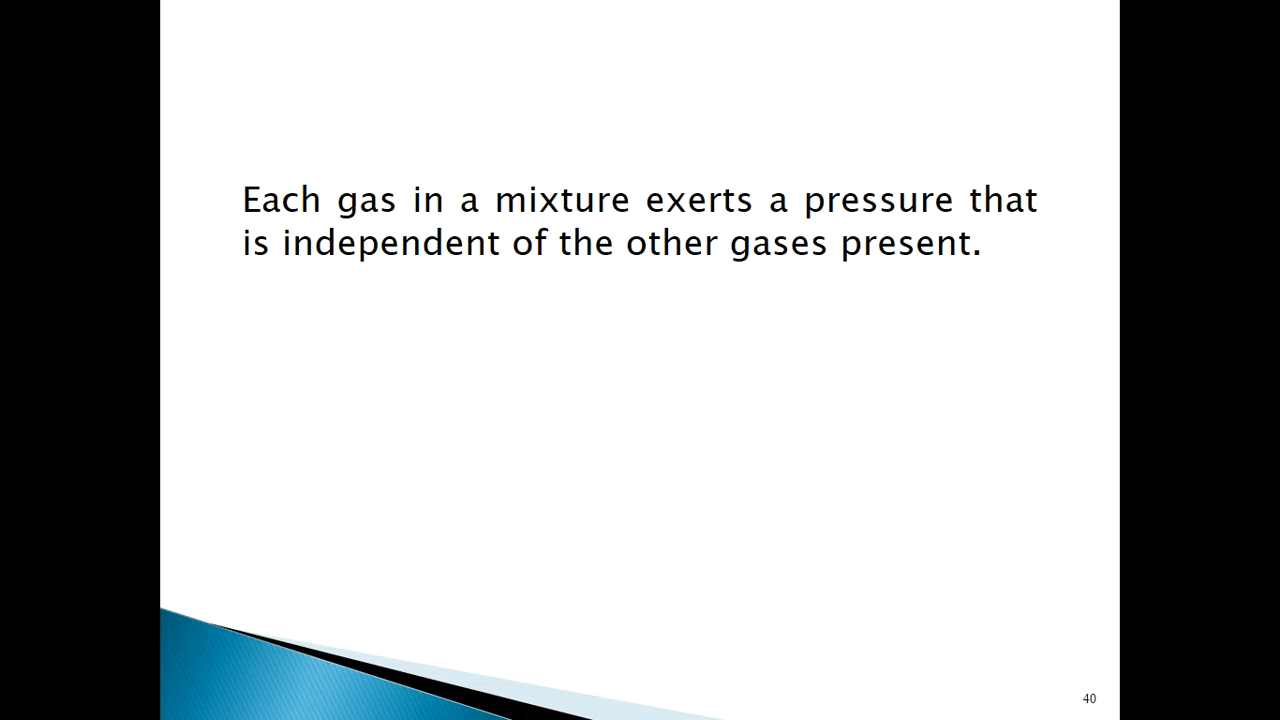 Each gas in a mixture exerts a pressure that
is independent of the other gases present.
40